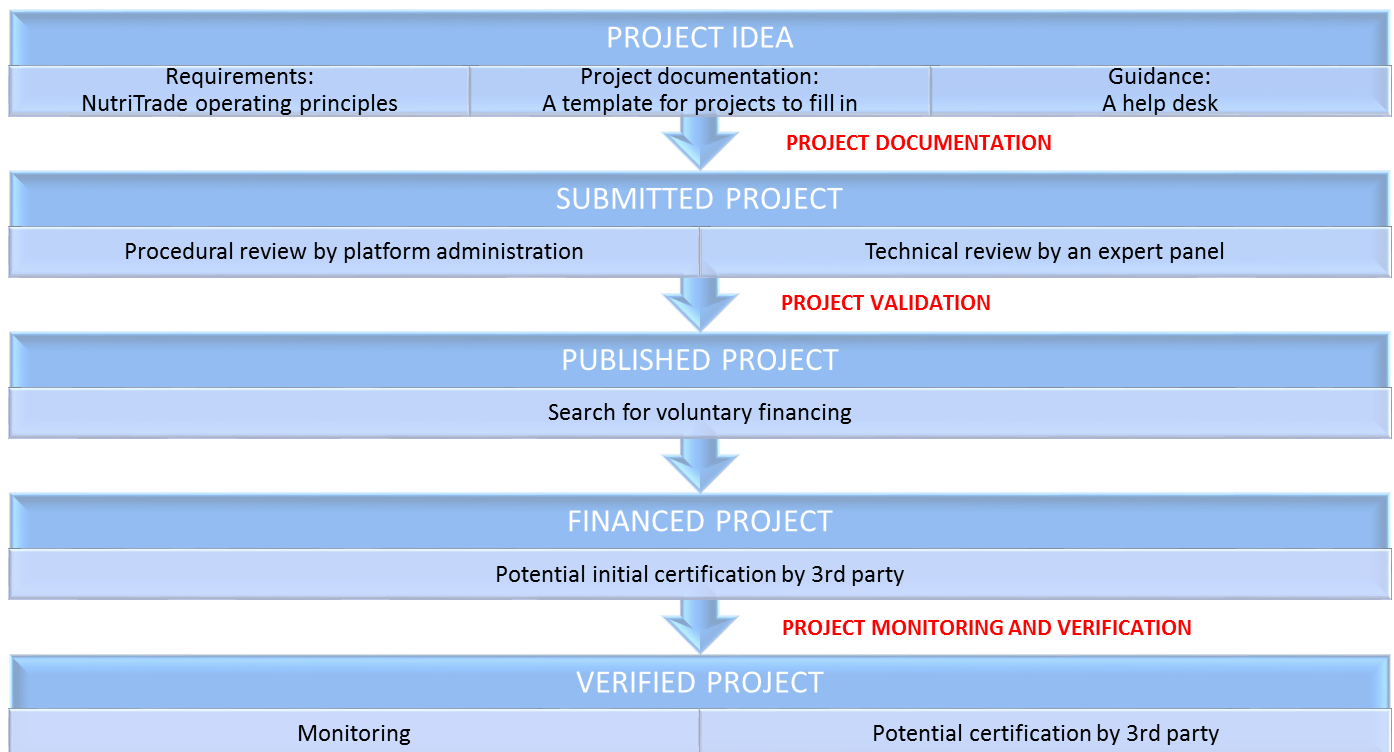 PROJECT IDEA
Requirements:
NutriTrade operating principles
Project documentation:
A template for projects to fill in
Guidance:
A help desk
PROJECT DOCUMENTATION
SUBMITTED PROJECT
Procedural review by platform administration
Technical review by an expert panel
PROJECT VALIDATION
PUBLISHED PROJECT
Search for voluntary financing
FINANCED PROJECT
Potential initial certification by 3rd party
PROJECT MONITORING AND VERIFICATION
VERIFIED PROJECT
Monitoring
Potential certification by 3rd party